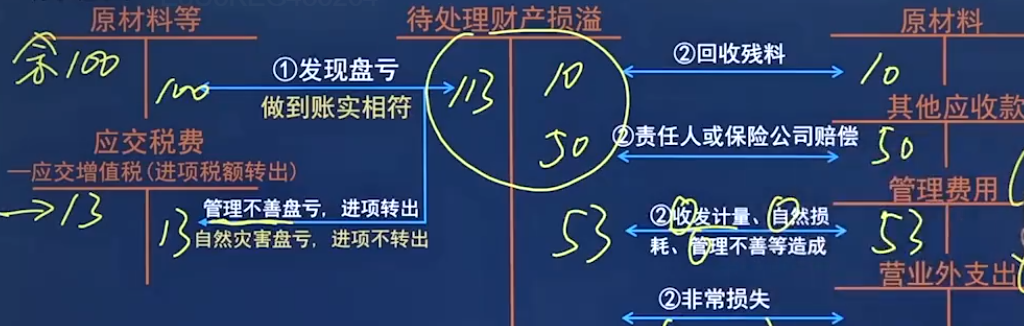 原材料等
待处理财产损溢
原材料
余100
100
①发现盘亏
做到账实相符
113
10
②回收残料
10
其他应收款
应交税费
—应交增值税(进项税额转出)
50
②责任人或保险公司赔偿
50
管理费用
13
13
管理不善盘亏，进项转出
自然灾害盘亏，进项不转出
53
②收发计量、自然损
耗、管理不善等造成
53
营业外支出
②非常损失